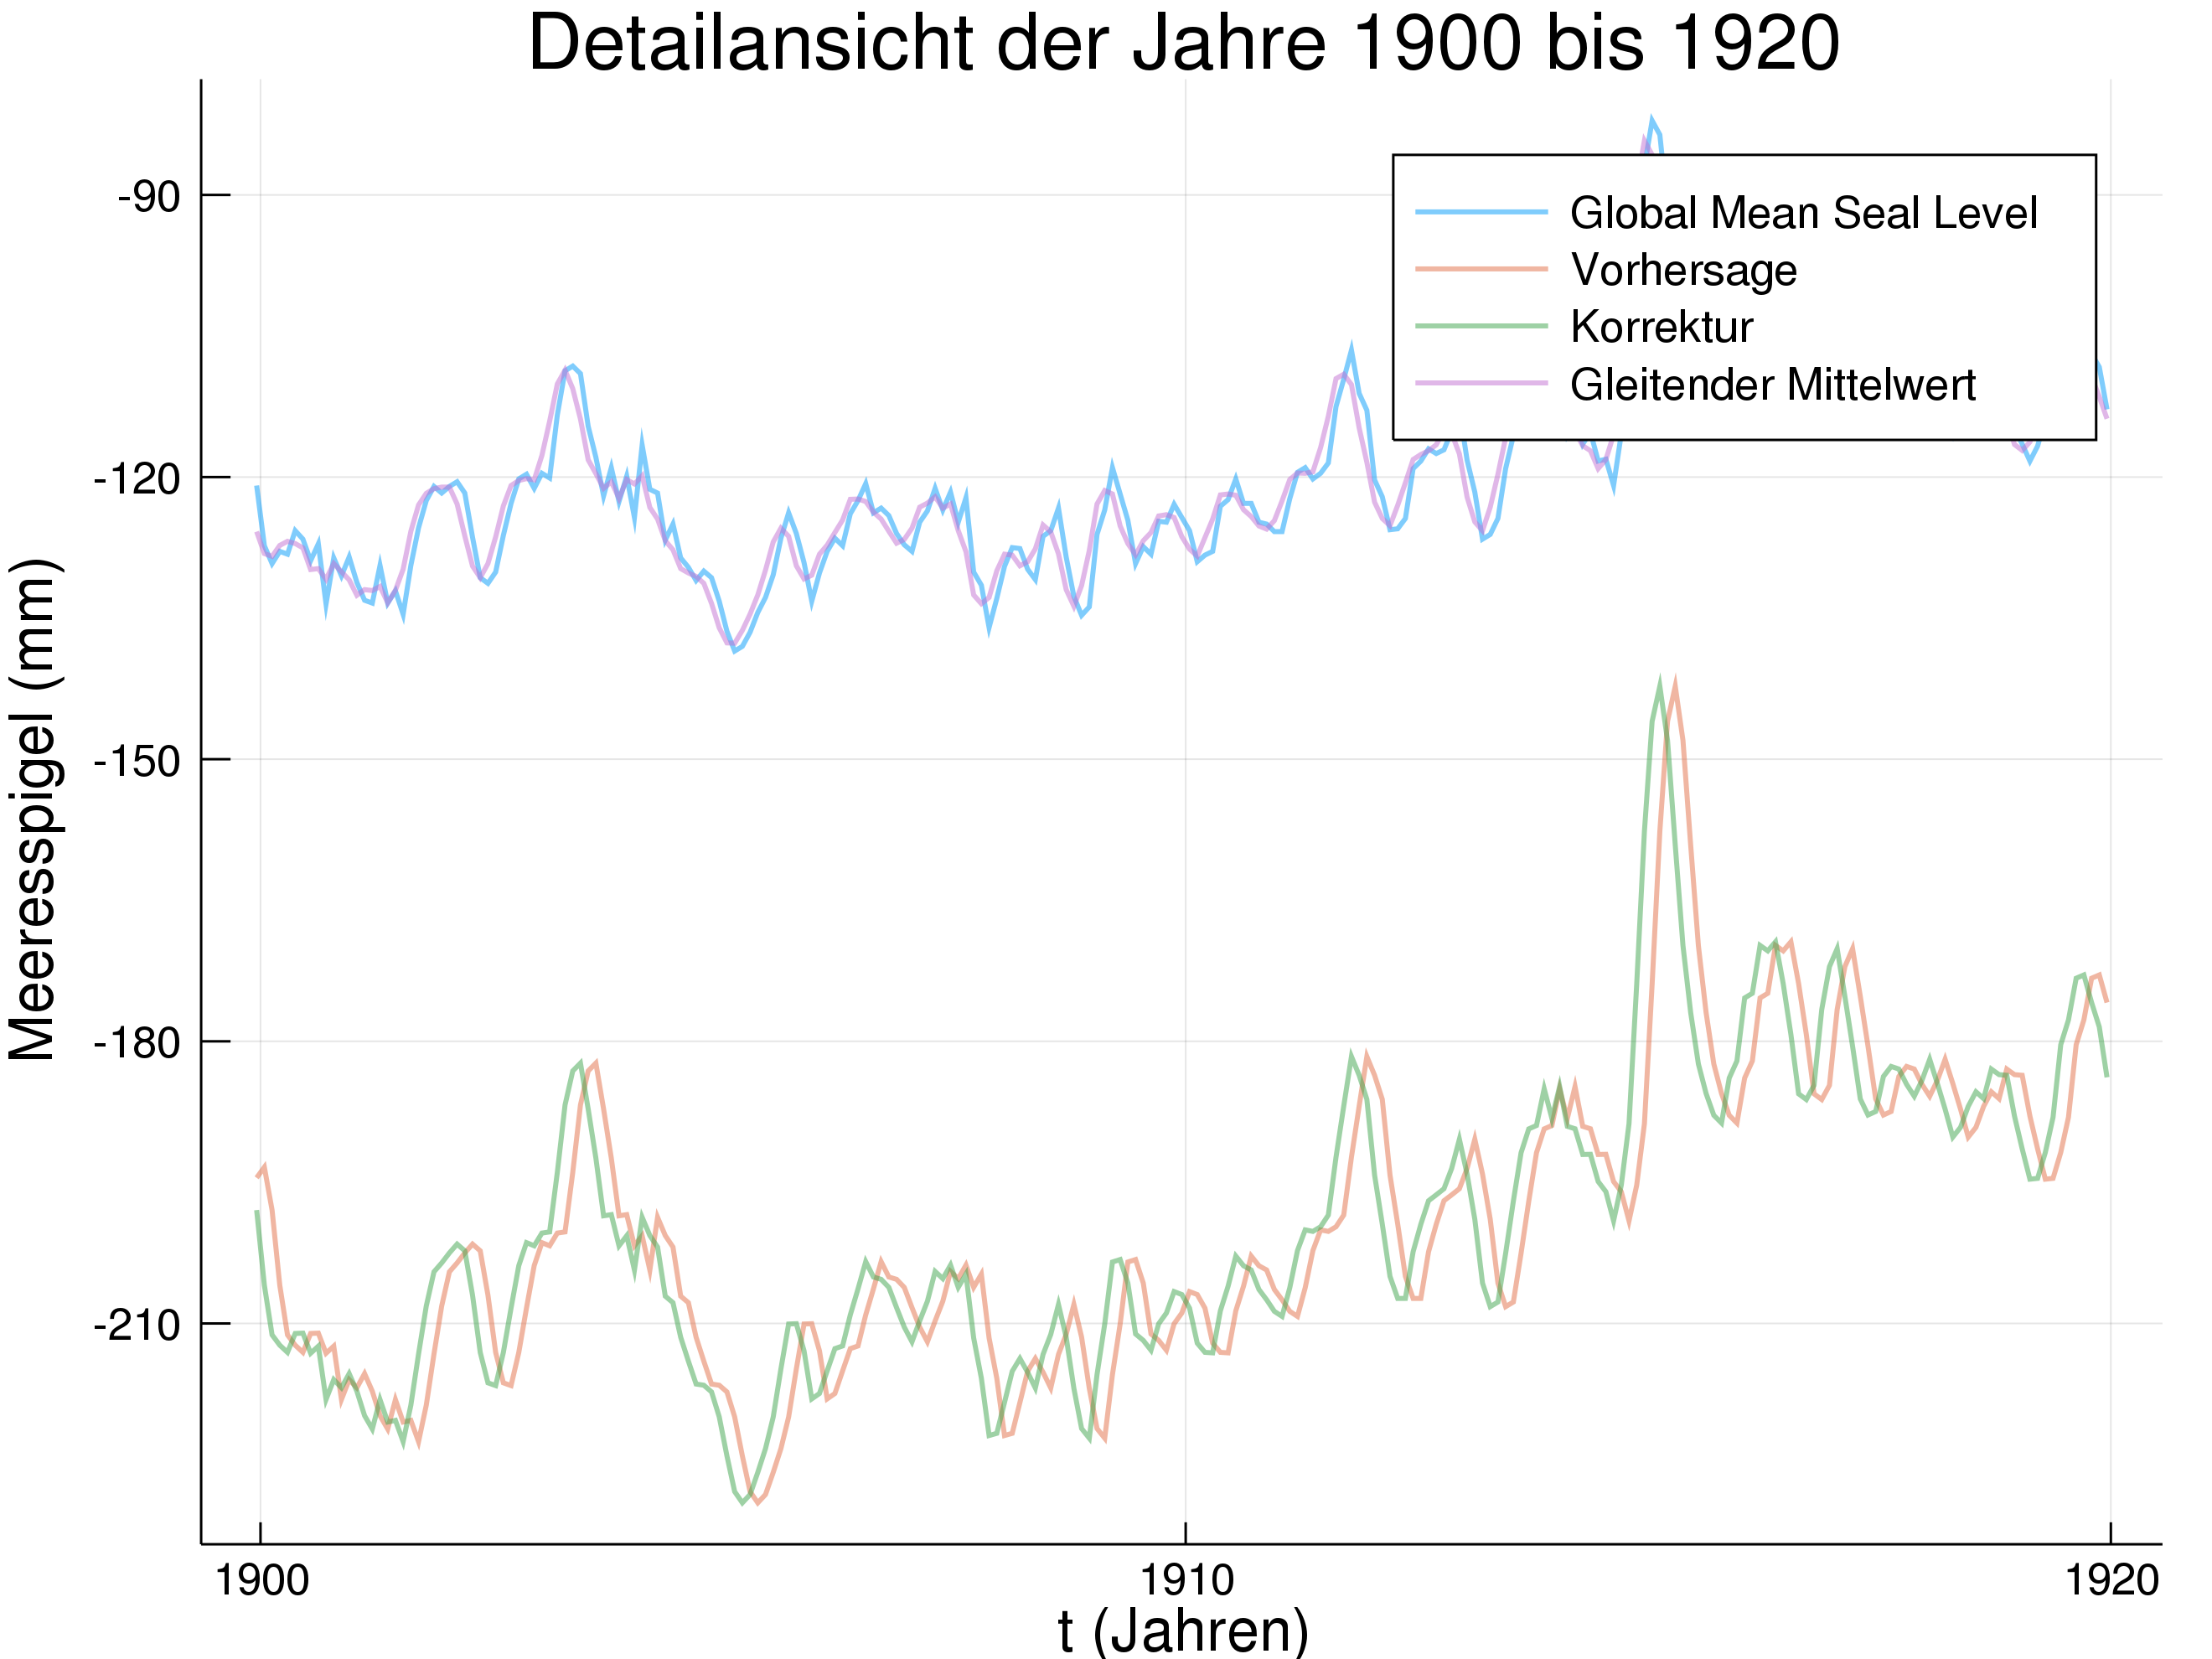 Detailansicht der Jahre 1900 bis 1920
Meeresspigel (mm)
-90
-120
-150
-180
-210
Global Mean Seal Level
Vorhersage
Korrektur
Gleitender Mittelwert
1900
1910
1920
t (Jahren)